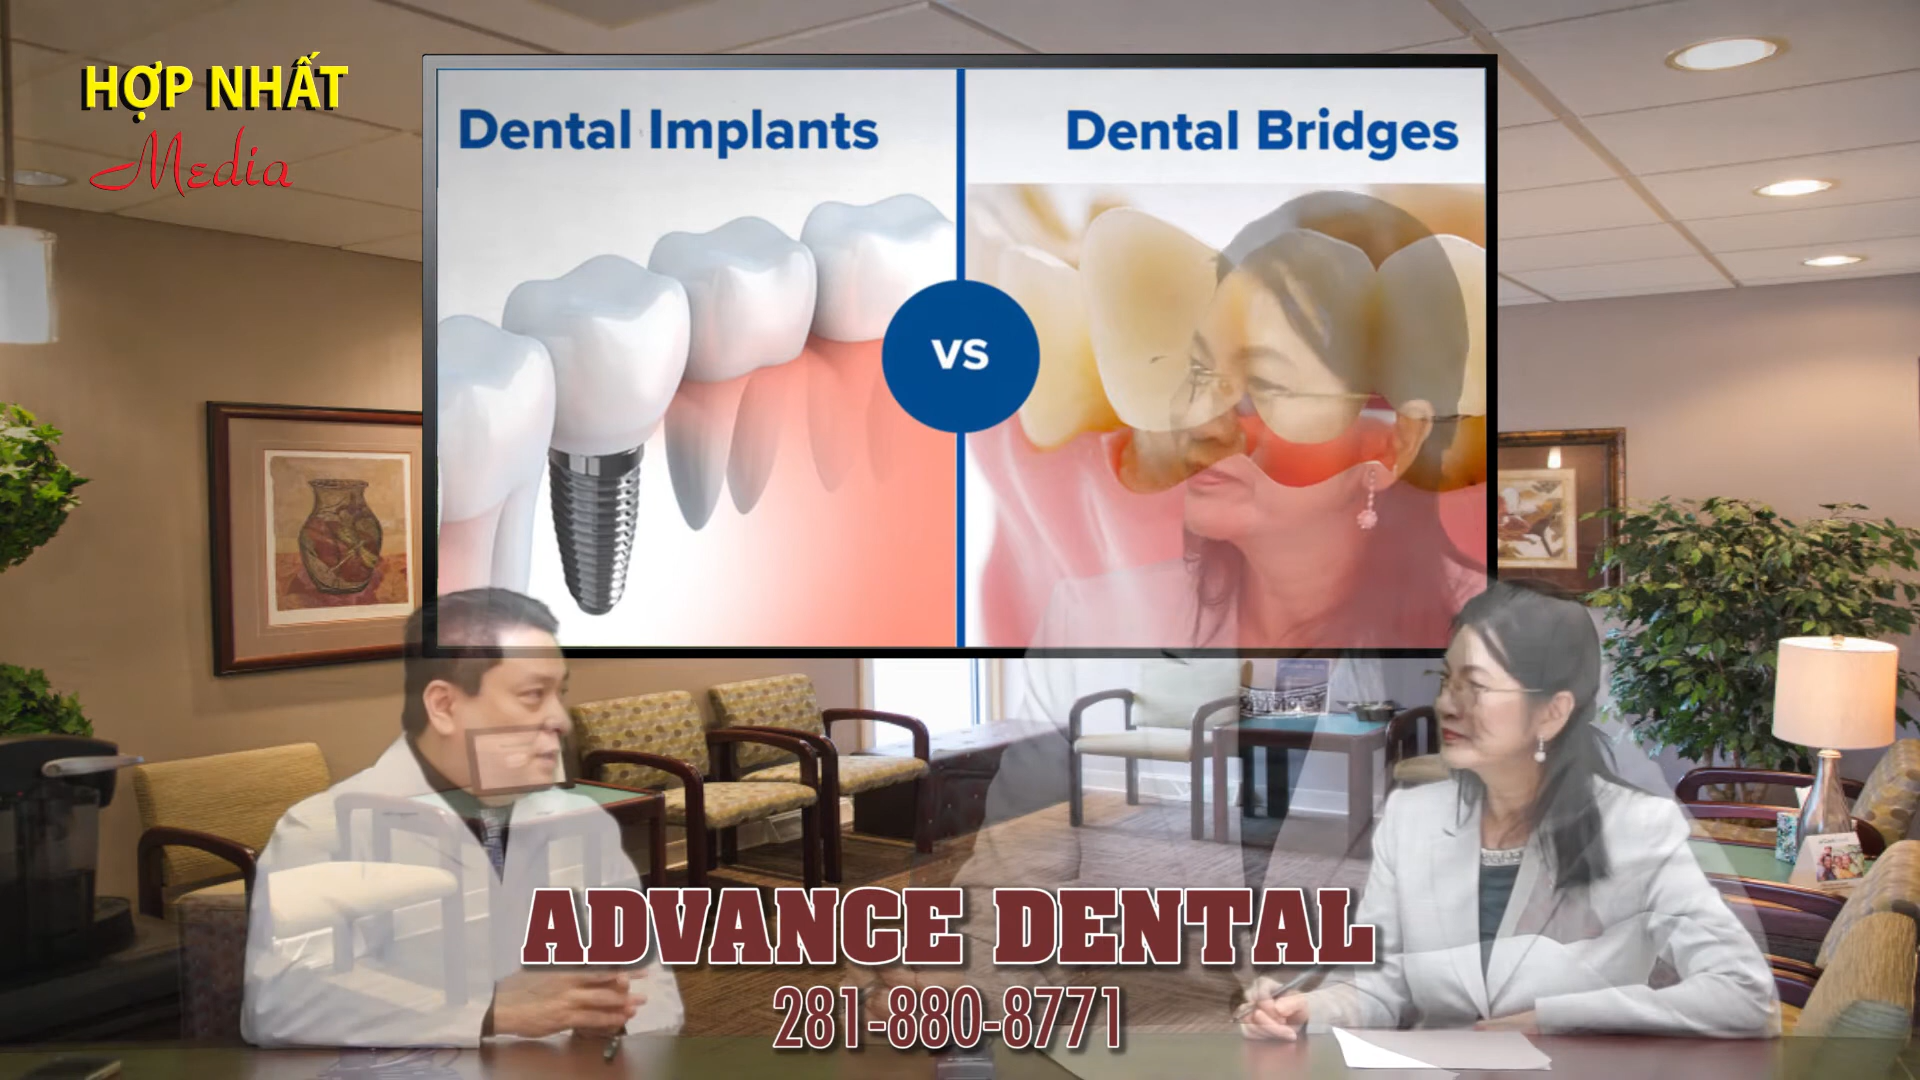 HỢP NHẤT
Media
Dental Implants
Dental Bridges
VS
ADVANCE DENTAL
281-880-8771